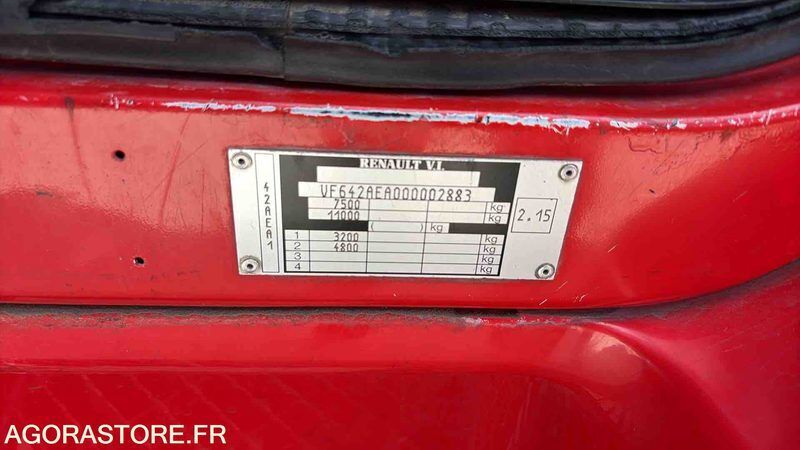 RENAULT V.I.
VF642AEA000002883
7500 kg
11000 kg
( ) kg
1 3200 kg
2 4800 kg
3 kg
4 kg
42AEA1
2.15
AGORASTORE.FR